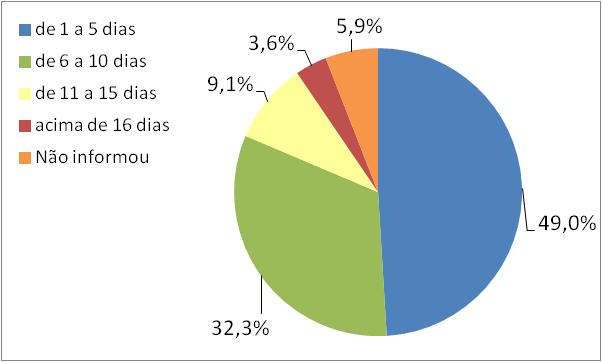 de 1 a 5 dias
de 6 a 10 dias
de 11 a 15 dias
acima de 16 dias
Não informou
5,9%
3,6%
9,1%
49,0%
32,3%